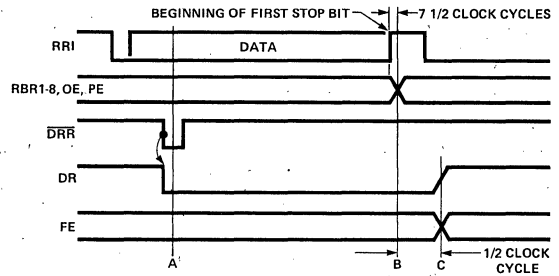 BEGINNING OF FIRST STOP BIT
7 1/2 CLOCK CYCLES
RRI
DATA
RBR1-8, OE, PE
DRR
DR
FE
A
B
C
1/2 CLOCK
CYCLE